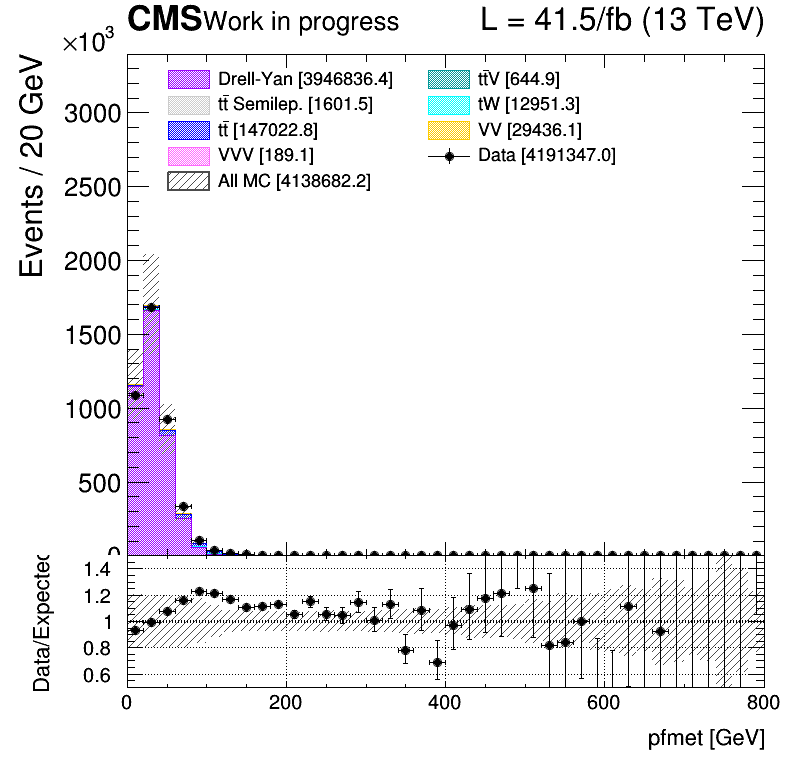 CMS Work in progress L = 41.5/fb (13 TeV)
×10³
Events / 20 GeV
Drell-Yan [3946836.4]
tt̄ Semilep. [1601.5]
tt̄ [147022.8]
VVV [189.1]
All MC [4138682.2]
tt̄V [644.9]
tW [12951.3]
VV [29436.1]
Data [4191347.0]
3000
2500
2000
1500
1000
500
0
Data/Expected
1.4
1.2
1
0.8
0.6
0 200 400 600 800
pfmet [GeV]